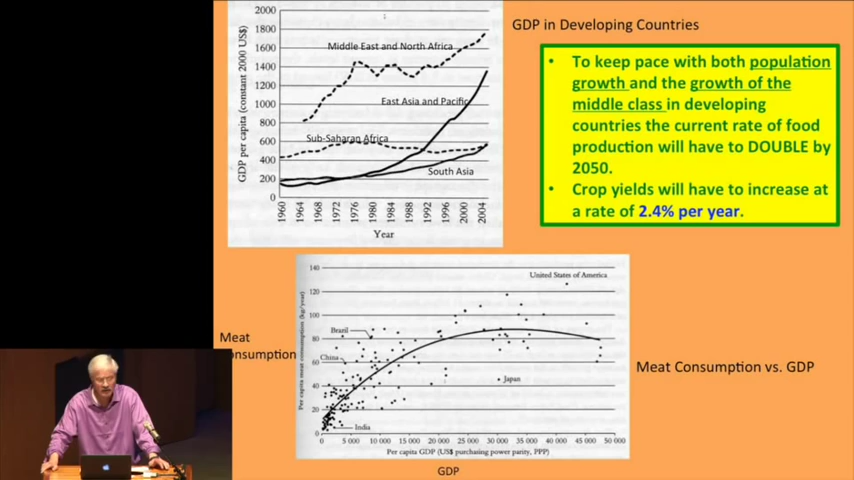 GDP in Developing Countries
2000
1800
1600
1400
1200
1000
800
600
400
200
0
GDP per capita (constant 2000 US$)
Middle East and North Africa
East Asia and Pacific
Sub-Saharan Africa
South Asia
1960
1964
1968
1972
1976
1980
1984
1988
1992
1996
2000
2004
Year
• To keep pace with both population
growth and the growth of the
middle class in developing
countries the current rate of food
production will have to DOUBLE by
2050.
• Crop yields will have to increase at
a rate of 2.4% per year.
Meat
onsumption
Per capita meat consumption (kg/year)
140
120
100
80
60
40
20
0
United States of America
Brazil
China
Japan
India
0
5 000
10 000
15 000
20 000
25 000
30 000
35 000
40 000
45 000
50 000
Per capita GDP (US$ purchasing power parity, PPP)
GDP
Meat Consumption vs. GDP